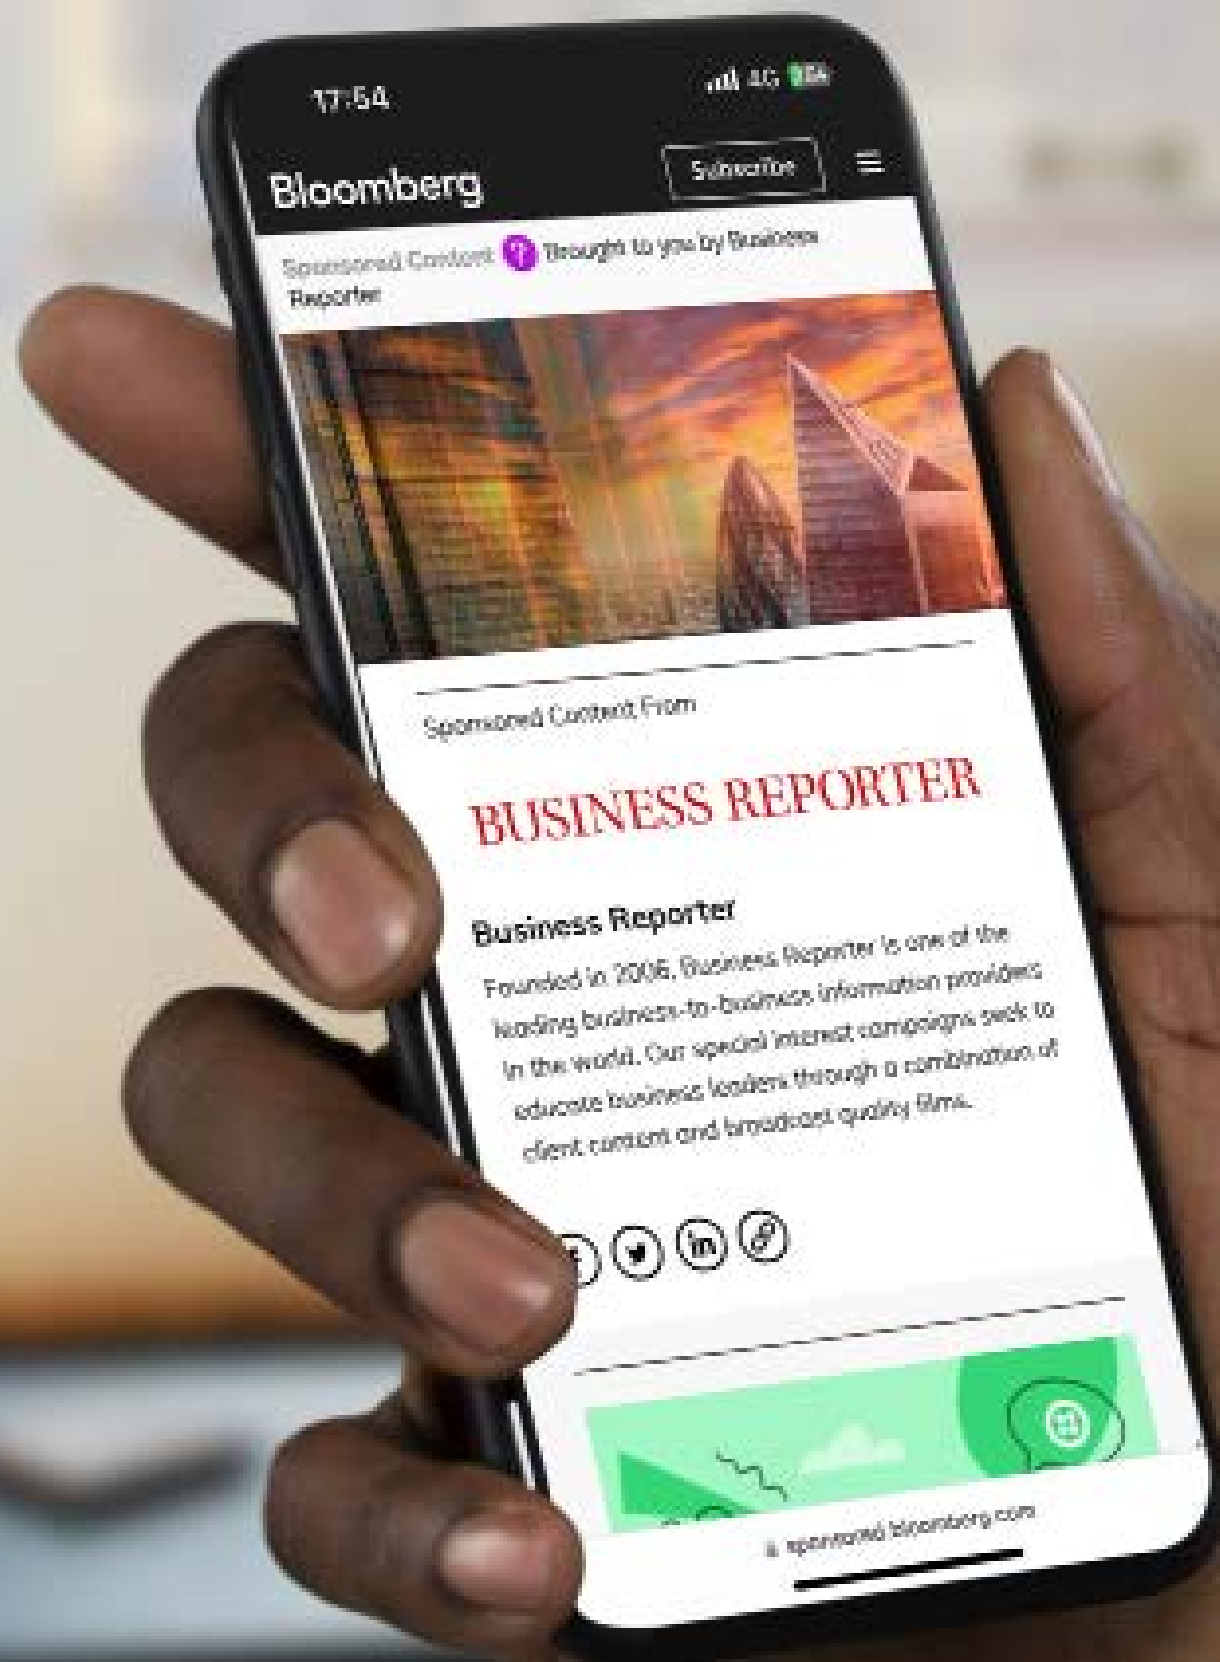 17:54
4G
Bloomberg
Subscribe
Sponsored Content ? Brought to you by Business
Reporter
Sponsored Content From
BUSINESS REPORTER
Business Reporter
Founded in 2006, Business Reporter is one of the
leading business-to-business information providers
in the world. Our special interest campaigns seek to
educate business leaders through a combination of
client content and broadcast quality films.
in
sponsored.bloomberg.com